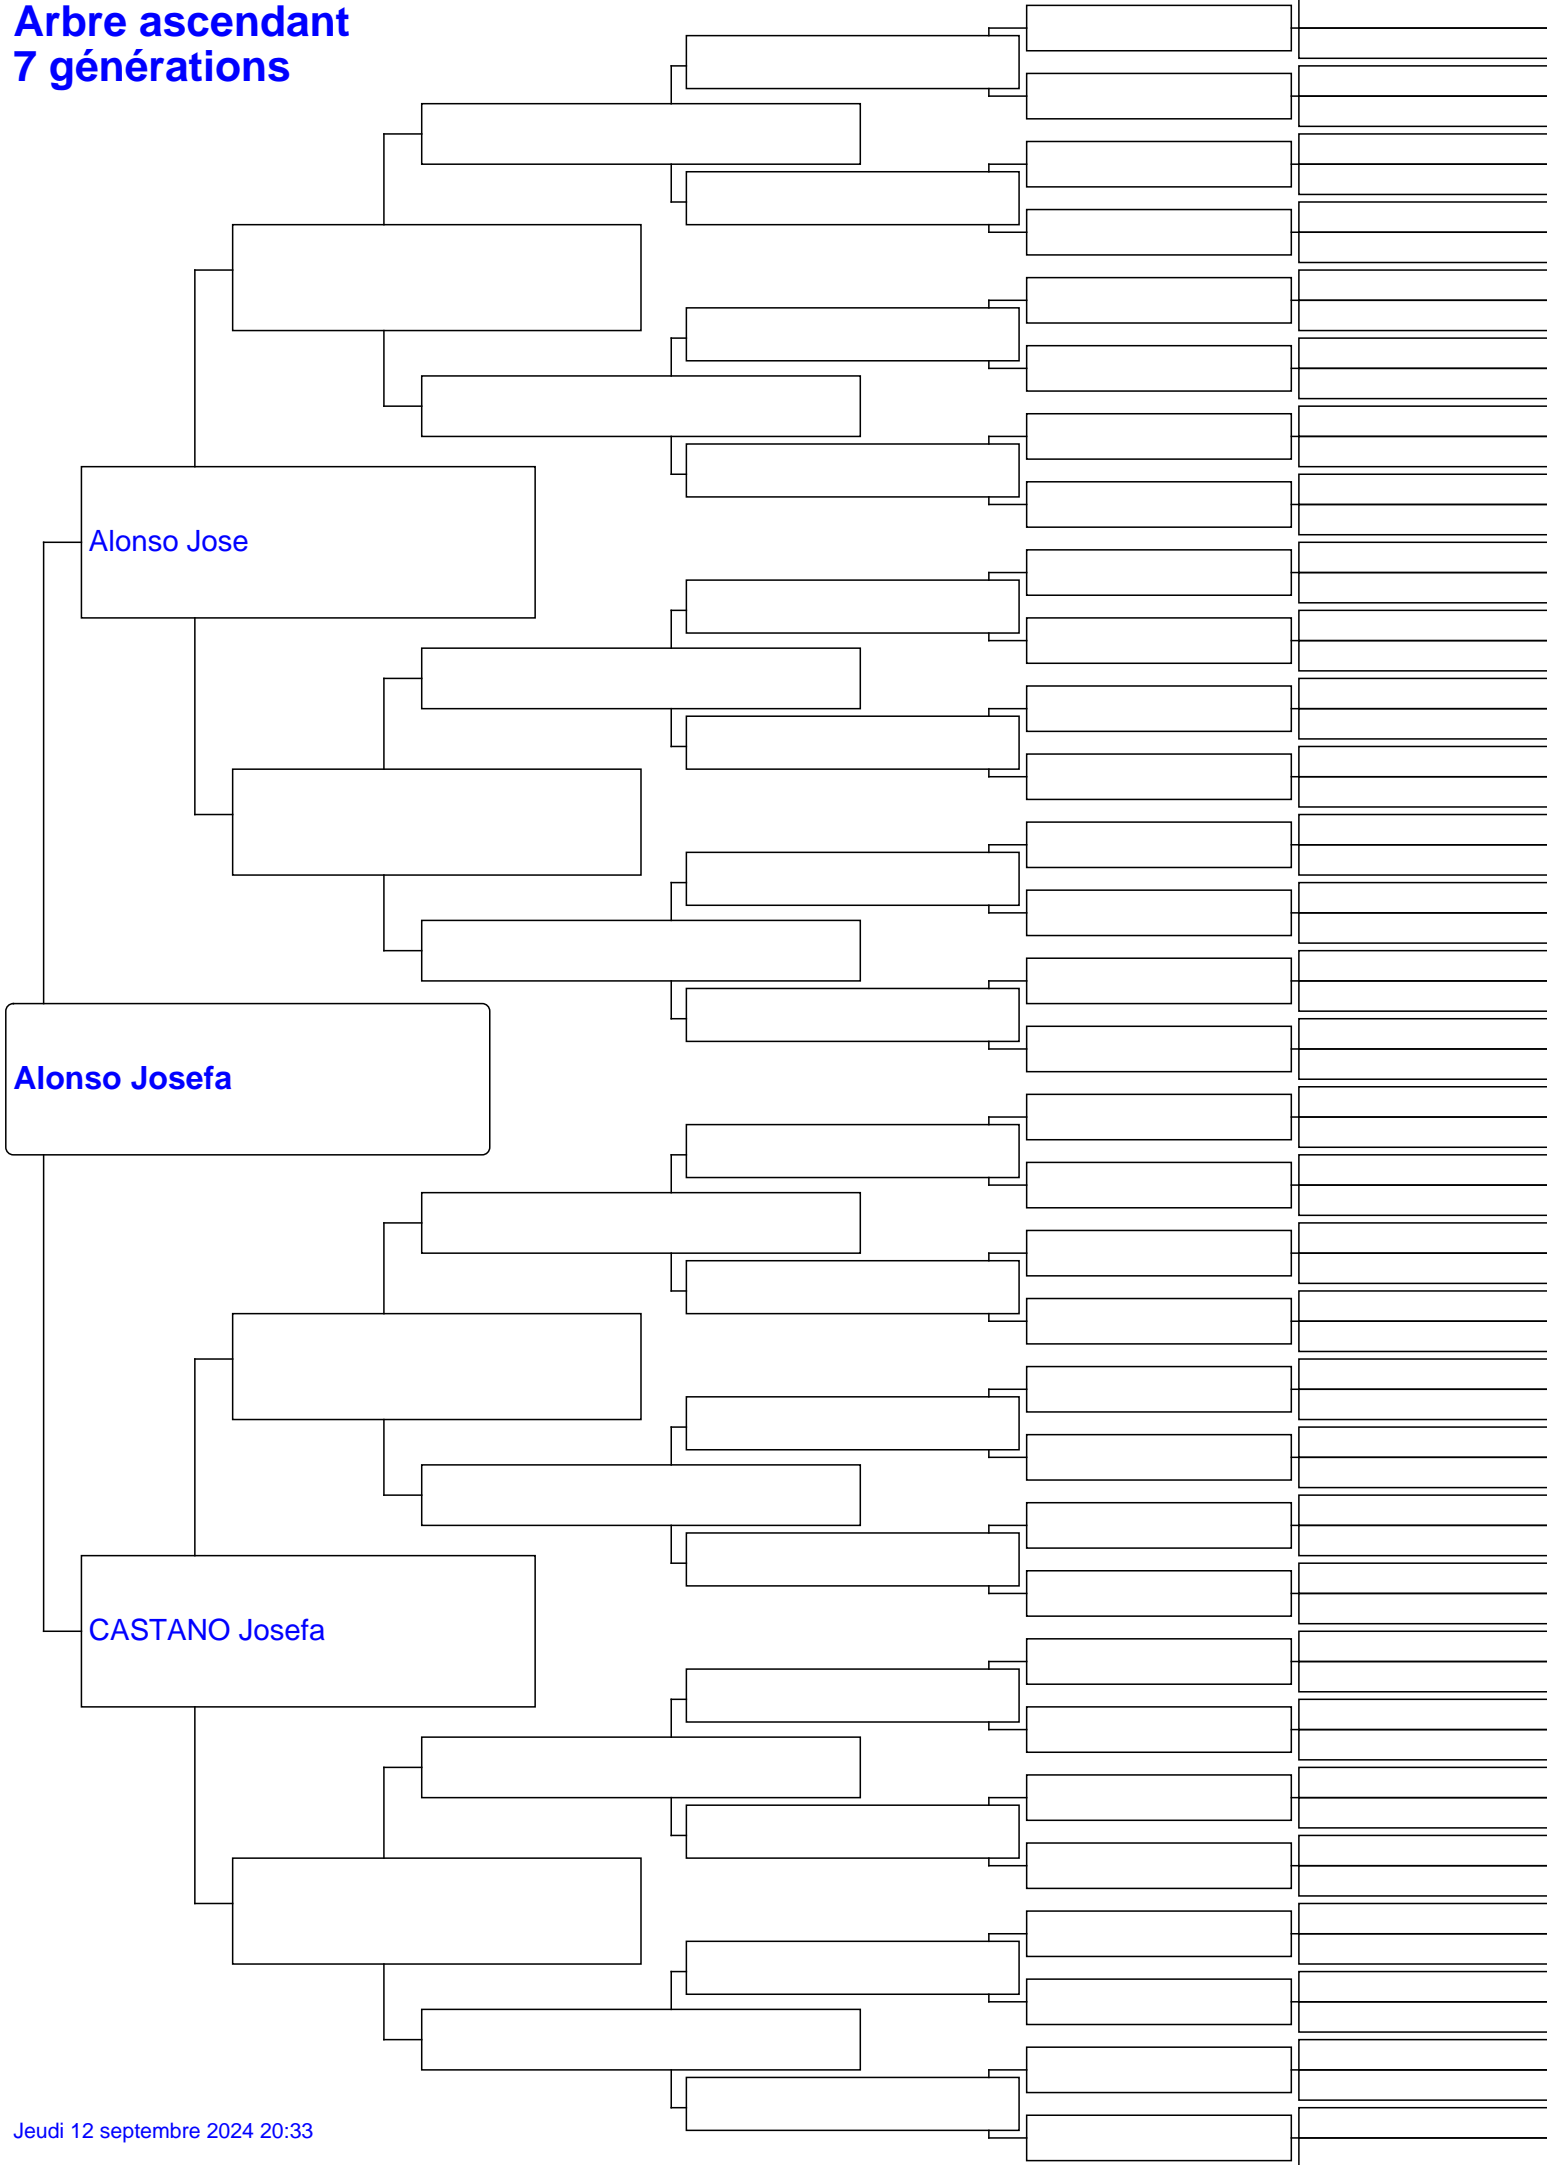 Arbre ascendant
7 générations
Alonso Jose
Alonso Josefa
CASTANO Josefa
Jeudi 12 septembre 2024 20:33